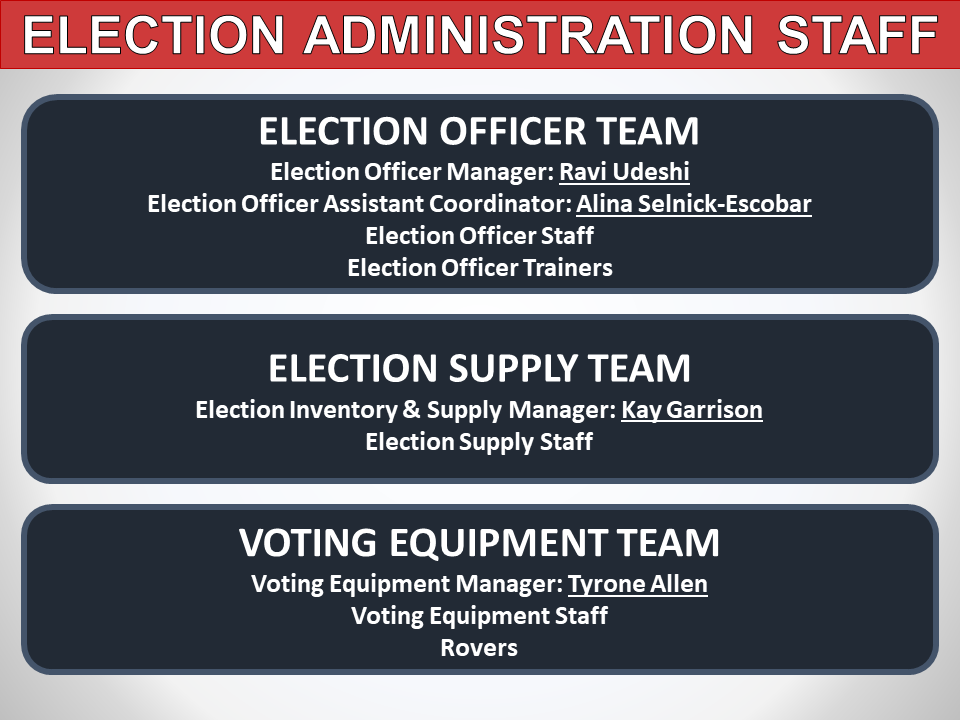 ELECTION ADMINISTRATION STAFF
ELECTION OFFICER TEAM
Election Officer Manager: Ravi Udeshi
Election Officer Assistant Coordinator: Alina Selnick-Escobar
Election Officer Staff
Election Officer Trainers
ELECTION SUPPLY TEAM
Election Inventory & Supply Manager: Kay Garrison
Election Supply Staff
VOTING EQUIPMENT TEAM
Voting Equipment Manager: Tyrone Allen
Voting Equipment Staff
Rovers